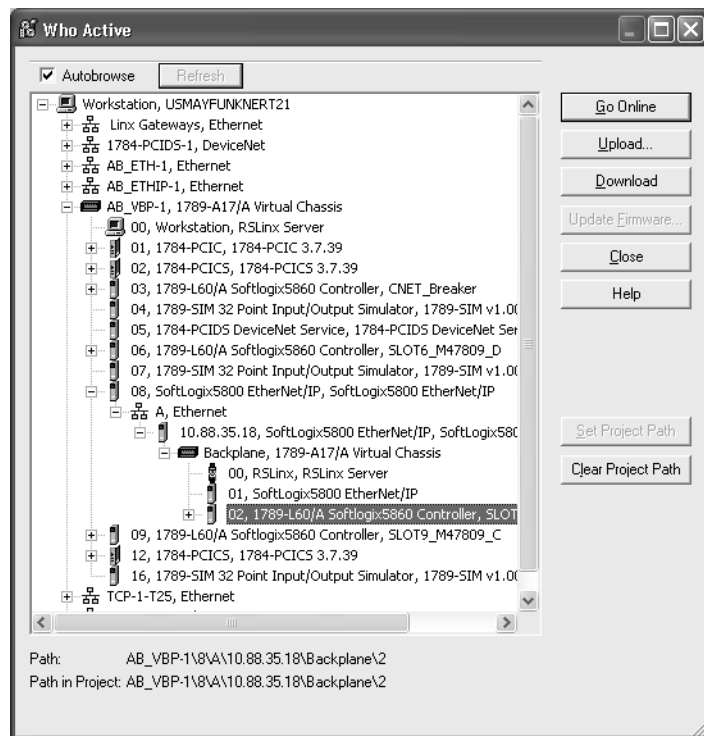 Who Active
Autobrowse
Refresh
Workstation, USMAYFUNKNERT21
Linx Gateways, Ethernet
1784-PCIDS-1, DeviceNet
AB_ETH-1, Ethernet
AB_ETHIP-1, Ethernet
AB_VBP-1, 1789-A17/A Virtual Chassis
00, Workstation, RSLinx Server
01, 1784-PCIC, 1784-PCIC 3.7.39
02, 1784-PCICS, 1784-PCICS 3.7.39
03, 1789-L60/A Softlogix5860 Controller, CNET_Breaker
04, 1789-SIM 32 Point Input/Output Simulator, 1789-SIM v1.00
05, 1784-PCIDS DeviceNet Service, 1784-PCIDS DeviceNet Ser
06, 1789-L60/A Softlogix5860 Controller, SLOT6_M47809_D
07, 1789-SIM 32 Point Input/Output Simulator, 1789-SIM v1.00
08, SoftLogix5800 EtherNet/IP, SoftLogix5800 EtherNet/IP
A, Ethernet
10.88.35.18, SoftLogix5800 EtherNet/IP, SoftLogix580
Backplane, 1789-A17/A Virtual Chassis
00, RSLinx, RSLinx Server
01, SoftLogix5800 EtherNet/IP
02, 1789-L60/A Softlogix5860 Controller, SLOT
09, 1789-L60/A Softlogix5860 Controller, SLOT9_M47809_C
12, 1784-PCICS, 1784-PCICS 3.7.39
16, 1789-SIM 32 Point Input/Output Simulator, 1789-SIM v1.00
TCP-1-T25, Ethernet
Go Online
Upload...
Download
Update Firmware...
Close
Help
Set Project Path
Clear Project Path
Path: AB_VBP-1\8\A\10.88.35.18\Backplane\2
Path in Project: AB_VBP-1\8\A\10.88.35.18\Backplane\2